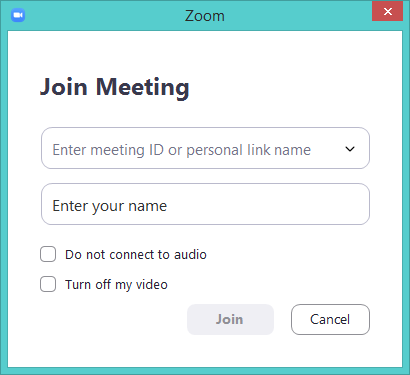 Zoom
Join Meeting
Enter meeting ID or personal link name
Enter your name
Do not connect to audio
Turn off my video
Join Cancel